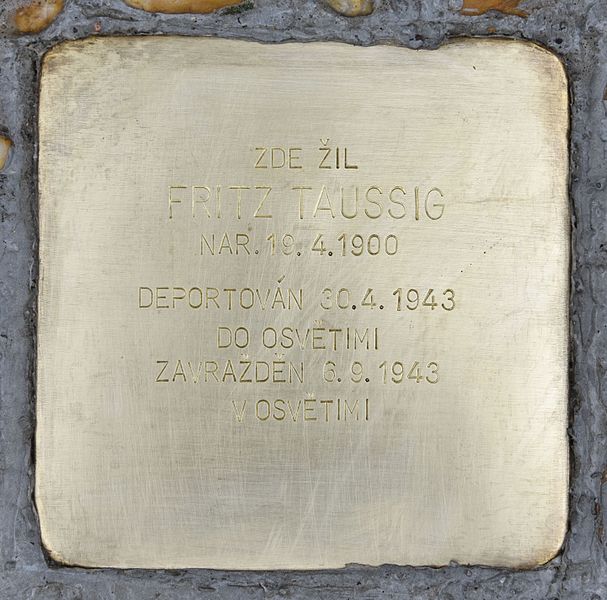 ZDE ŽIL
FRITZ TAUSSIG
NAR. 19. 4. 1900
DEPORTOVÁN 30.4. 1943
DO OSVĚTIMI
ZAVRAŽDĚN 6. 9. 1943
V OSVĚTIMI